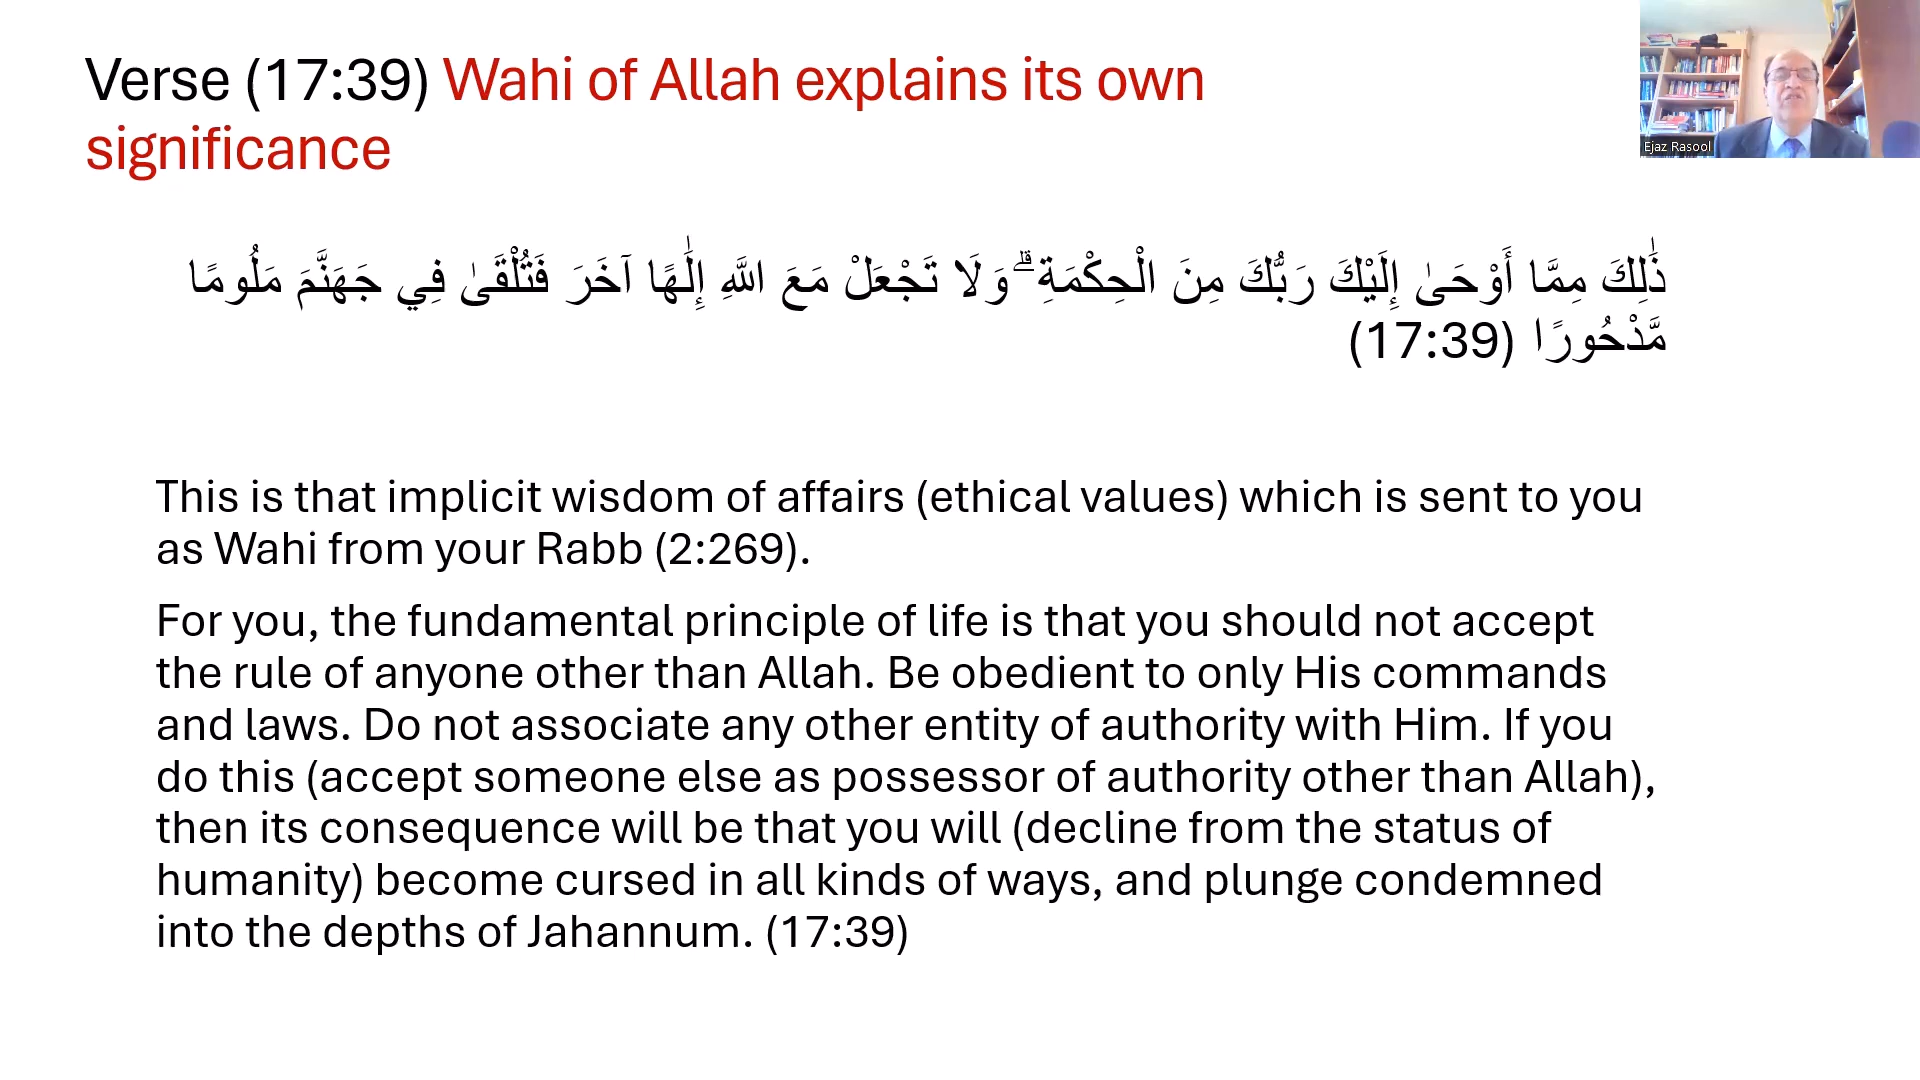 Verse (17:39) Wahi of Allah explains its own
significance
Ejaz Rasool
ذَٰلِكَ مِمَّا أَوْحَىٰ إِلَيْكَ رَبُّكَ مِنَ الْحِكْمَةِ ۗ وَلَا تَجْعَلْ مَعَ اللَّهِ إِلَٰهًا آخَرَ فَتُلْقَىٰ فِي جَهَنَّمَ مَلُومًا
مَّدْحُورًا (17:39)
This is that implicit wisdom of affairs (ethical values) which is sent to you
as Wahi from your Rabb (2:269).
For you, the fundamental principle of life is that you should not accept
the rule of anyone other than Allah. Be obedient to only His commands
and laws. Do not associate any other entity of authority with Him. If you
do this (accept someone else as possessor of authority other than Allah),
then its consequence will be that you will (decline from the status of
humanity) become cursed in all kinds of ways, and plunge condemned
into the depths of Jahannum. (17:39)